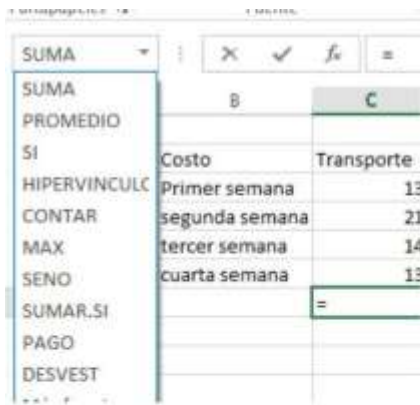 SUMA fx =
SUMA
PROMEDIO
SI
HIPERVINCULO
CONTAR
MAX
SENO
SUMAR.SI
PAGO
DESVEST
B C
Costo Transporte
Primer semana 13
segunda semana 21
tercer semana 14
cuarta semana 13
=